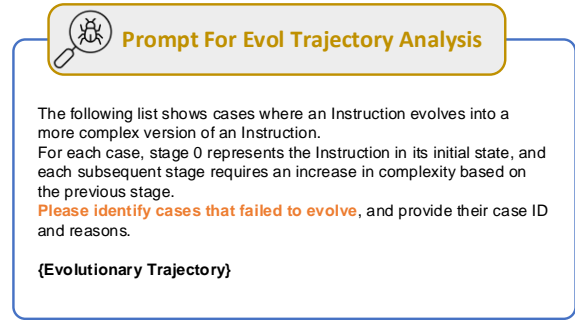 Prompt For Evol Trajectory Analysis
The following list shows cases where an Instruction evolves into a
more complex version of an Instruction.
For each case, stage 0 represents the Instruction in its initial state, and
each subsequent stage requires an increase in complexity based on
the previous stage.
Please identify cases that failed to evolve, and provide their case ID
and reasons.
{Evolutionary Trajectory}